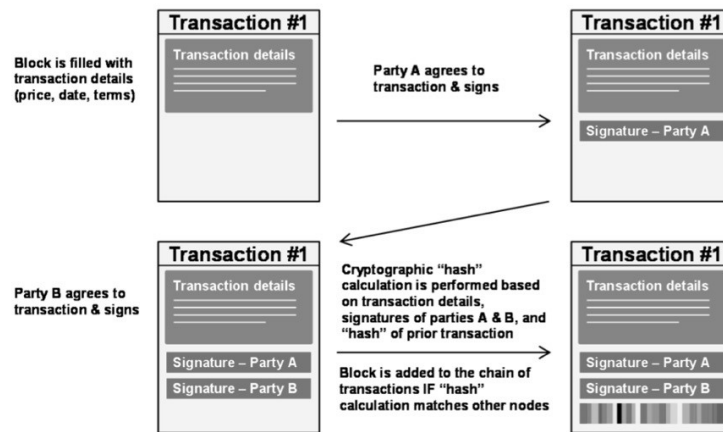 Transaction #1
Transaction details
Block is filled with
transaction details
(price, date, terms)
Party A agrees to
transaction & signs
Transaction #1
Transaction details
Signature – Party A
Party B agrees to
transaction & signs
Transaction #1
Transaction details
Signature – Party A
Signature – Party B
Cryptographic “hash”
calculation is performed based
on transaction details,
signatures of parties A & B, and
“hash” of prior transaction
Block is added to the chain of
transactions IF “hash”
calculation matches other nodes
Transaction #1
Transaction details
Signature – Party A
Signature – Party B